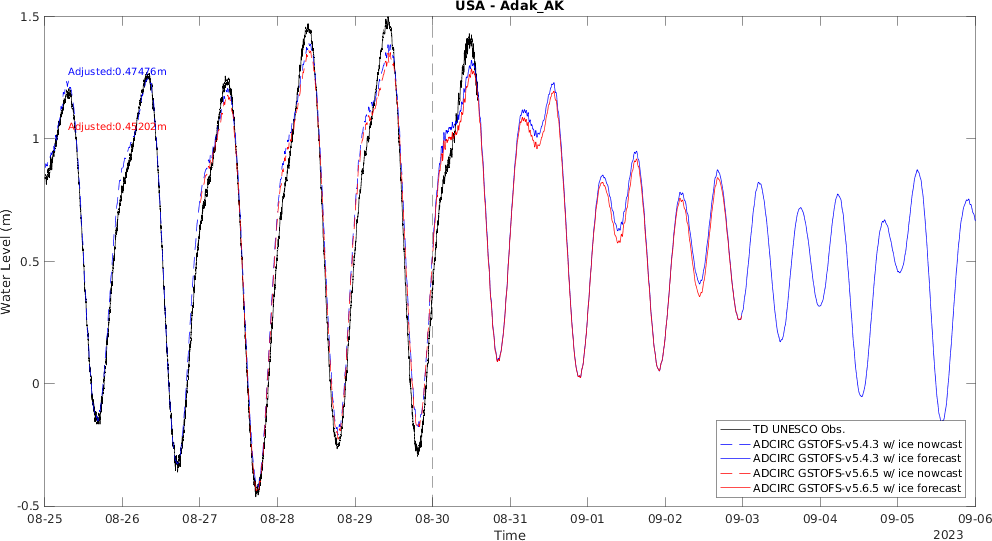 USA - Adak_AK
1.5
Adjusted:0.47476m
Adjusted:0.45202m
1
0.5
0
-0.5
Water Level (m)
TD UNESCO Obs.
ADCIRC GSTOFS-v5.4.3 w/ ice nowcast
ADCIRC GSTOFS-v5.4.3 w/ ice forecast
ADCIRC GSTOFS-v5.6.5 w/ ice nowcast
ADCIRC GSTOFS-v5.6.5 w/ ice forecast
08-25 08-26 08-27 08-28 08-29 08-30 08-31 09-01 09-02 09-03 09-04 09-05 09-06
Time
2023